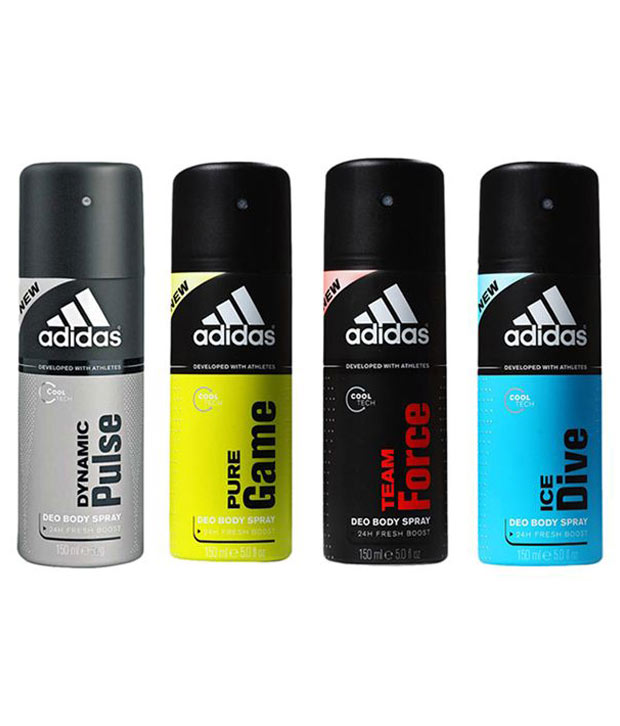 NEW
adidas
DEVELOPED WITH ATHLETES
COOL
TECH
DYNAMIC
Pulse
DEO BODY SPRAY
24H FRESH BOOST
150 ml e
NEW
adidas
DEVELOPED WITH ATHLETES
COOL
TECH
PURE
Game
DEO BODY SPRAY
24H FRESH BOOST
150 ml e 5.0 fl. oz
NEW
adidas
DEVELOPED WITH ATHLETES
COOL
TECH
TEAM
Force
DEO BODY SPRAY
24H FRESH BOOST
150 ml e 5.0 fl. oz
NEW
adidas
DEVELOPED WITH ATHLETES
COOL
TECH
ICE
Dive
DEO BODY SPRAY
24H FRESH BOOST
150 ml e 5.0 fl. oz